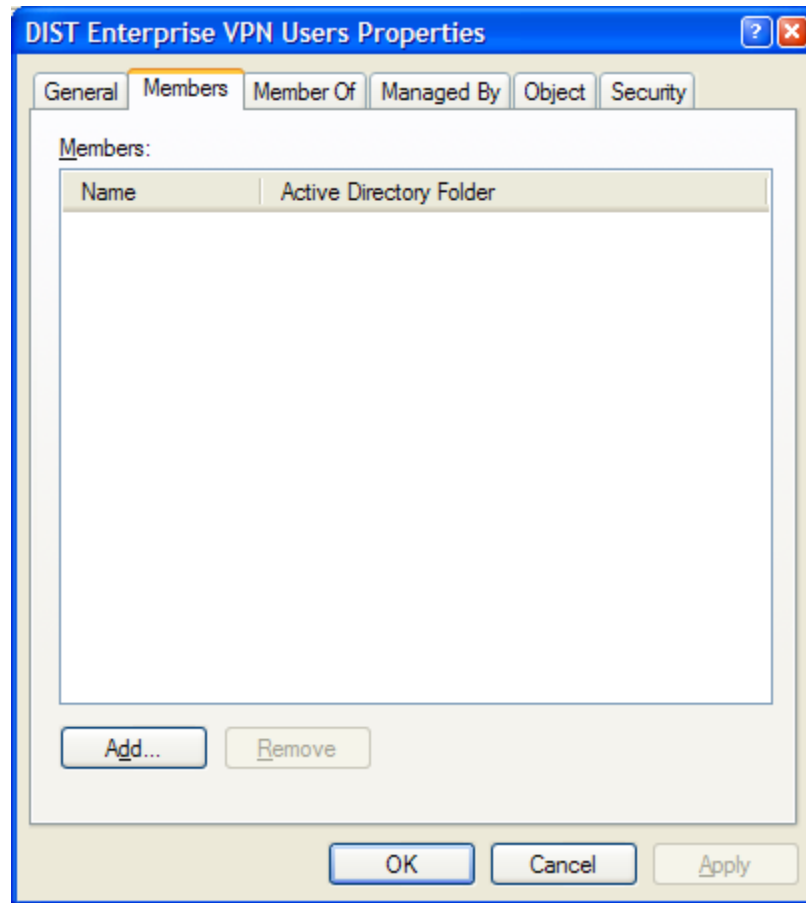 DIST Enterprise VPN Users Properties
?
General Members Member Of Managed By Object Security
Members:
Name Active Directory Folder
Add... Remove
OK Cancel Apply